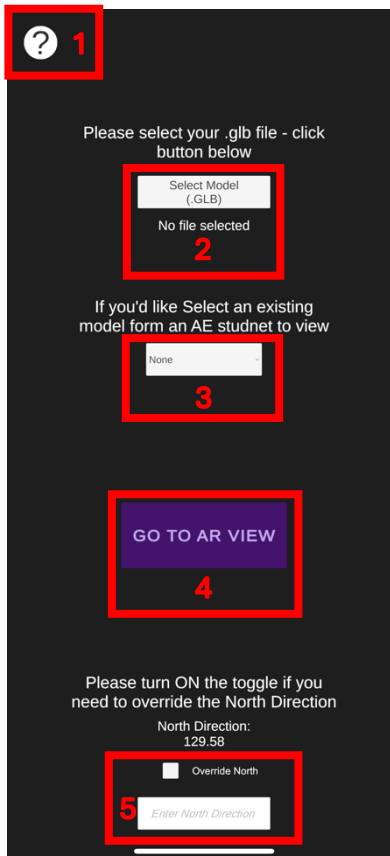 ? 1
Please select your .glb file - click
button below
Select Model
(.GLB)
No file selected
2
If you'd like Select an existing
model form an AE studnet to view
None
3
GO TO AR VIEW
4
Please turn ON the toggle if you
need to override the North Direction
North Direction:
129.58
Override North
5 Enter North Direction